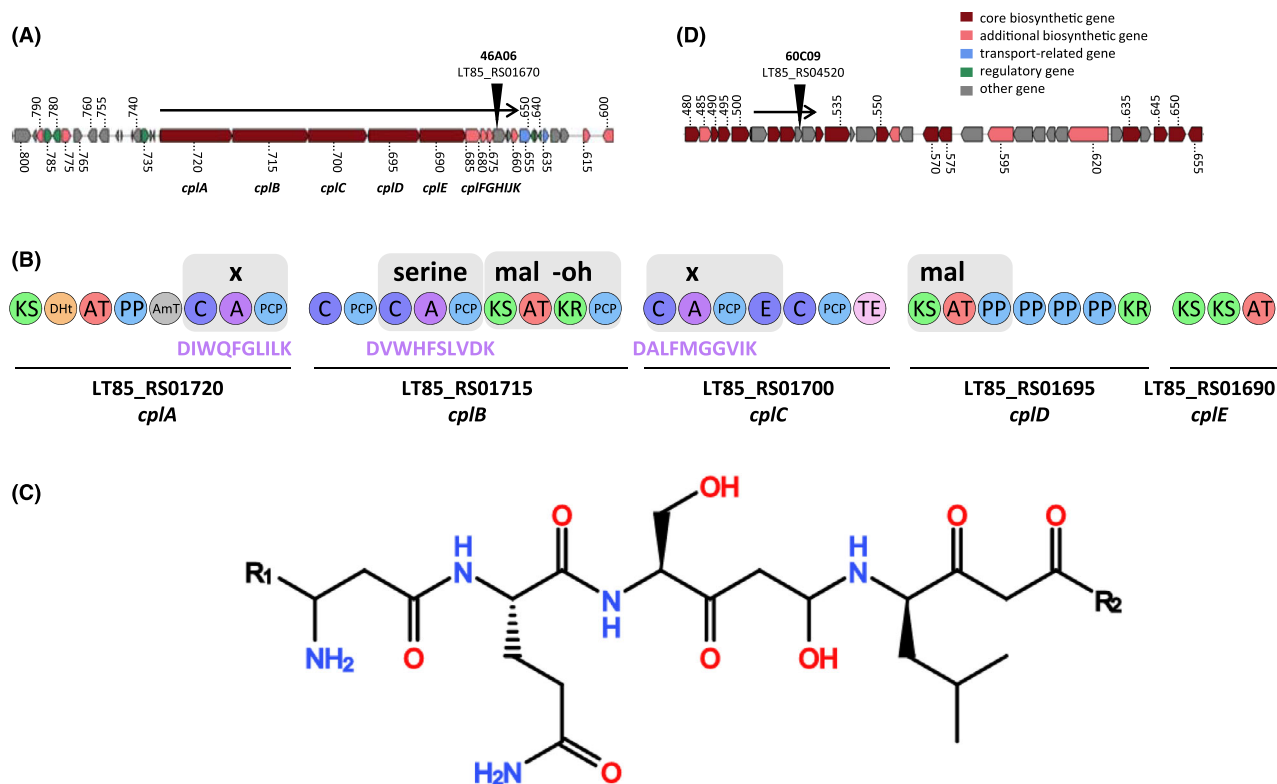 (A)
46A06
LT85_RS01670
790
780
760
755
740
650
640
600
800
785
775
765
735
720
715
700
695
690
685
680
675
660
655
635
615
cplA
cplB
cplC
cplD
cplE
cplFGHIJK
(D)
60C09
LT85_RS04520
core biosynthetic gene
additional biosynthetic gene
transport-related gene
regulatory gene
other gene
480
485
490
495
500
535
550
635
645
650
570
575
595
620
655
(B)
x
serine
mal -oh
x
mal
KS DHt AT PP AmT C A PCP C PCP C A PCP KS AT KR PCP C A PCP E C PCP TE KS AT PP PP PP PP KR KS KS AT
DIWQFGLILK
DVWHFSLVDK
DALFMGGVIK
LT85_RS01720
LT85_RS01715
LT85_RS01700
LT85_RS01695
LT85_RS01690
cplA
cplB
cplC
cplD
cplE
(C)
OH
O
O
O
H
N
H
N
R1
R2
N
H
NH2
O
O
OH
H2N
O